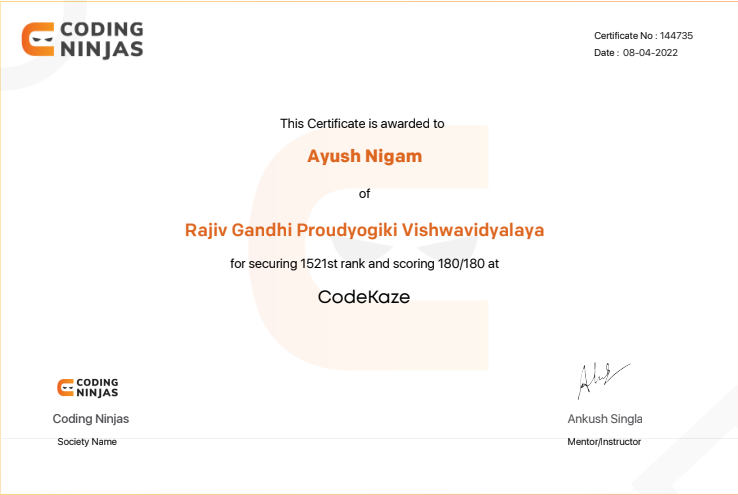 CODING
NINJAS
Certificate No : 144735
Date : 08-04-2022
This Certificate is awarded to
Ayush Nigam
of
Rajiv Gandhi Proudyogiki Vishwavidyalaya
for securing 1521st rank and scoring 180/180 at
CodeKaze
CODING
NINJAS
Coding Ninjas
Society Name
Ankush Singla
Mentor/Instructor